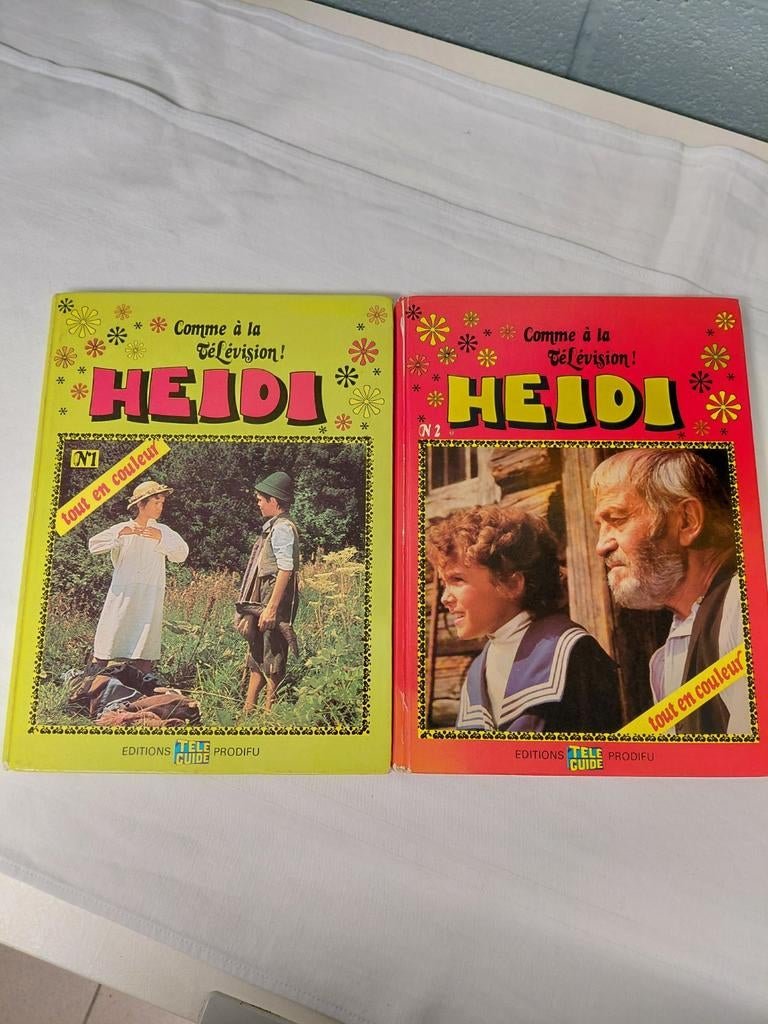 Comme à la
TéLévision!
HEIDI
N°1
tout en couleur
EDITIONS TELE GUIDE PRODIFU
Comme à la
TéLévision!
HEIDI
N 2
tout en couleur
EDITIONS TELE GUIDE PRODIFU